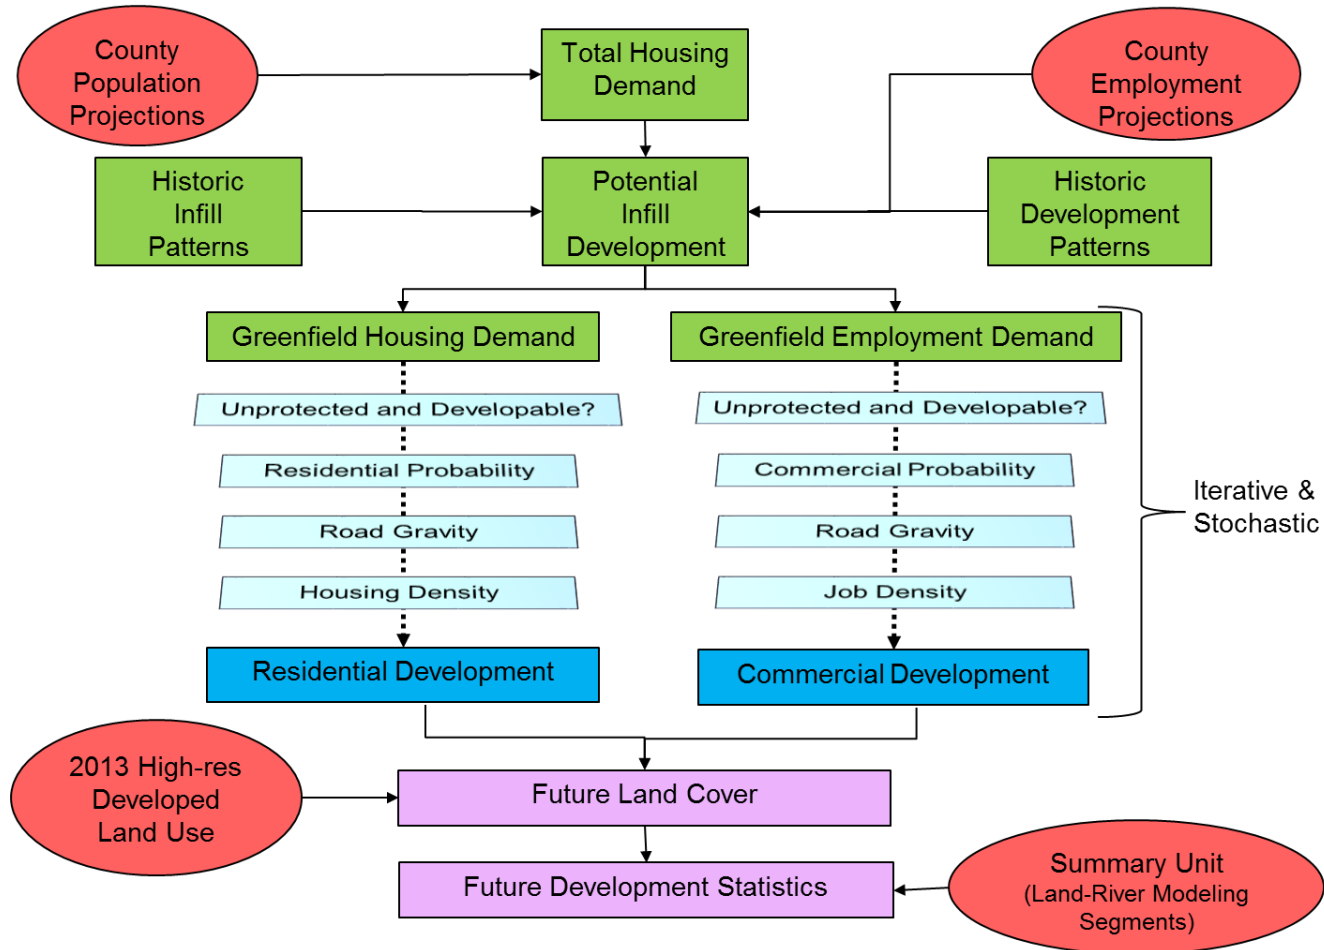 County
Population
Projections
Total Housing
Demand
County
Employment
Projections
Historic
Infill
Patterns
Potential
Infill
Development
Historic
Development
Patterns
Greenfield Housing Demand
Greenfield Employment Demand
Unprotected and Developable?
Unprotected and Developable?
Residential Probability
Commercial Probability
Road Gravity
Road Gravity
Housing Density
Job Density
Iterative &
Stochastic
Residential Development
Commercial Development
2013 High-res
Developed
Land Use
Future Land Cover
Future Development Statistics
Summary Unit
(Land-River Modeling
Segments)